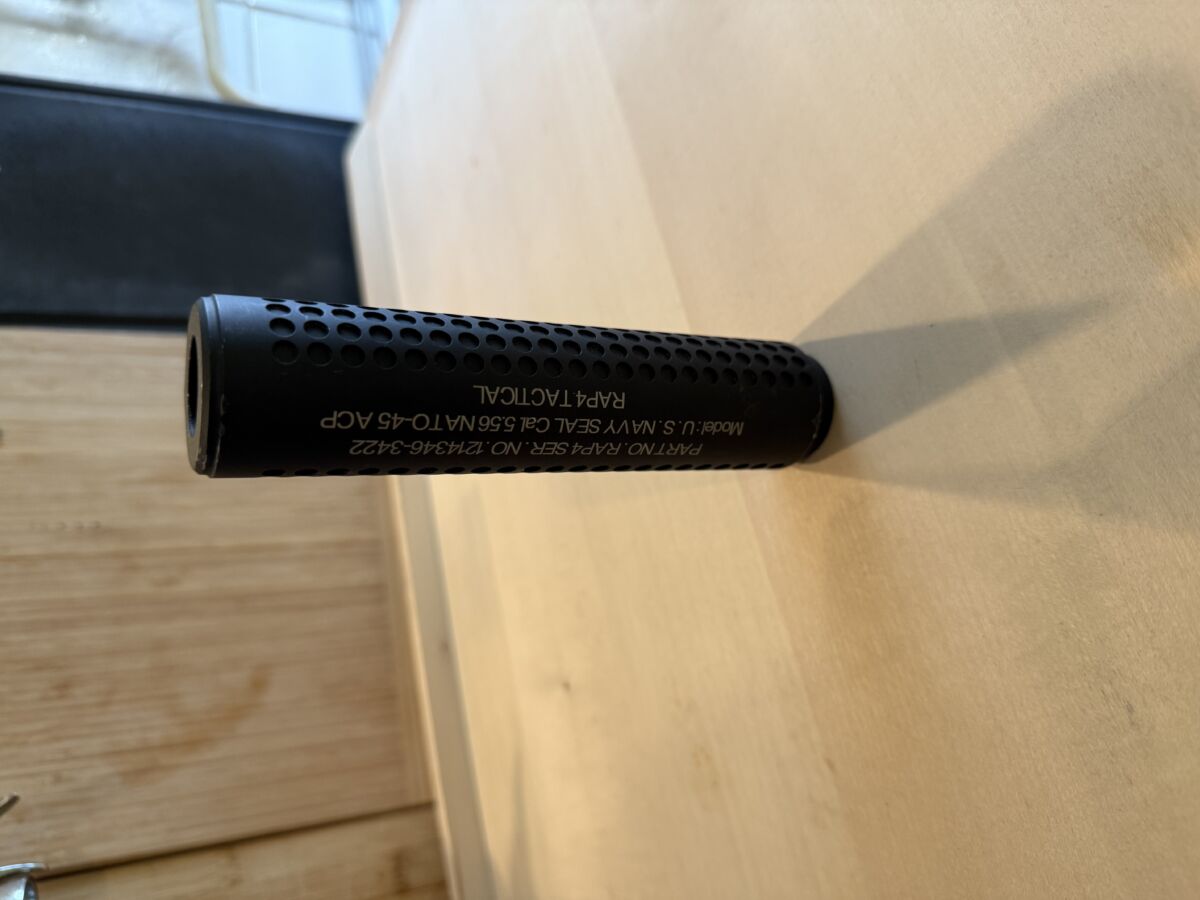 PART NO. RAP4 SER. NO. 1214346-3422
Model: U.S. NAVY SEAL Cal. 5.56 NATO-45 ACP
RAP4 TACTICAL